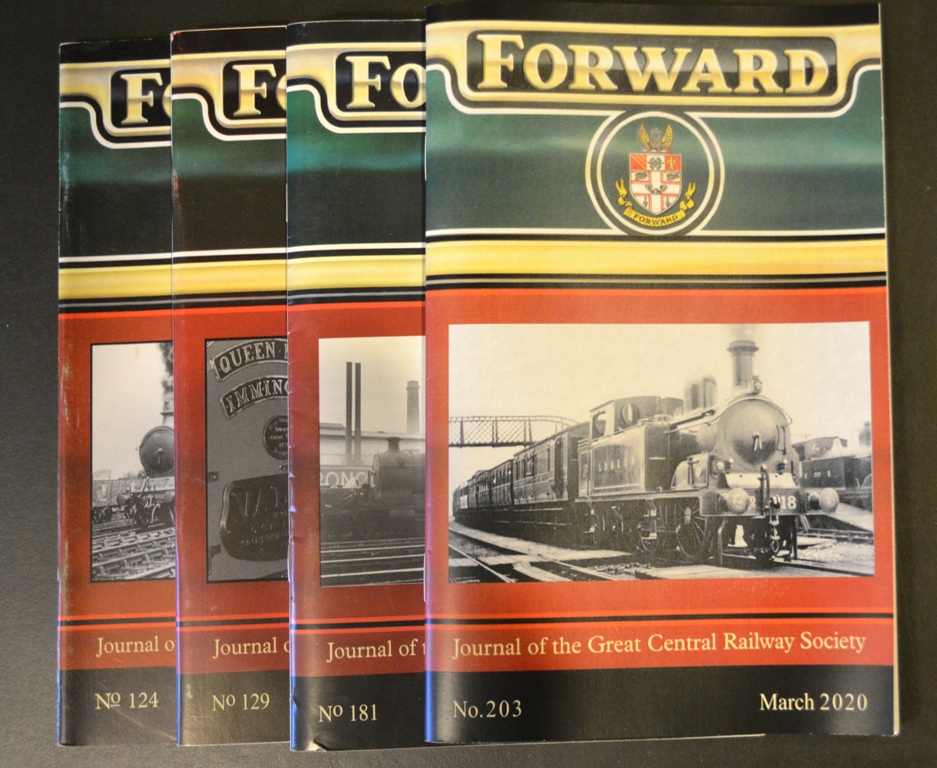 FORWARD
FORWARD
Journal of the Great Central Railway Society
No.203
March 2020
FO
Journal of t
Nº 181
F
QUEEN
IMMING
Journal o
Nº 129
F
Journal o
Nº 124